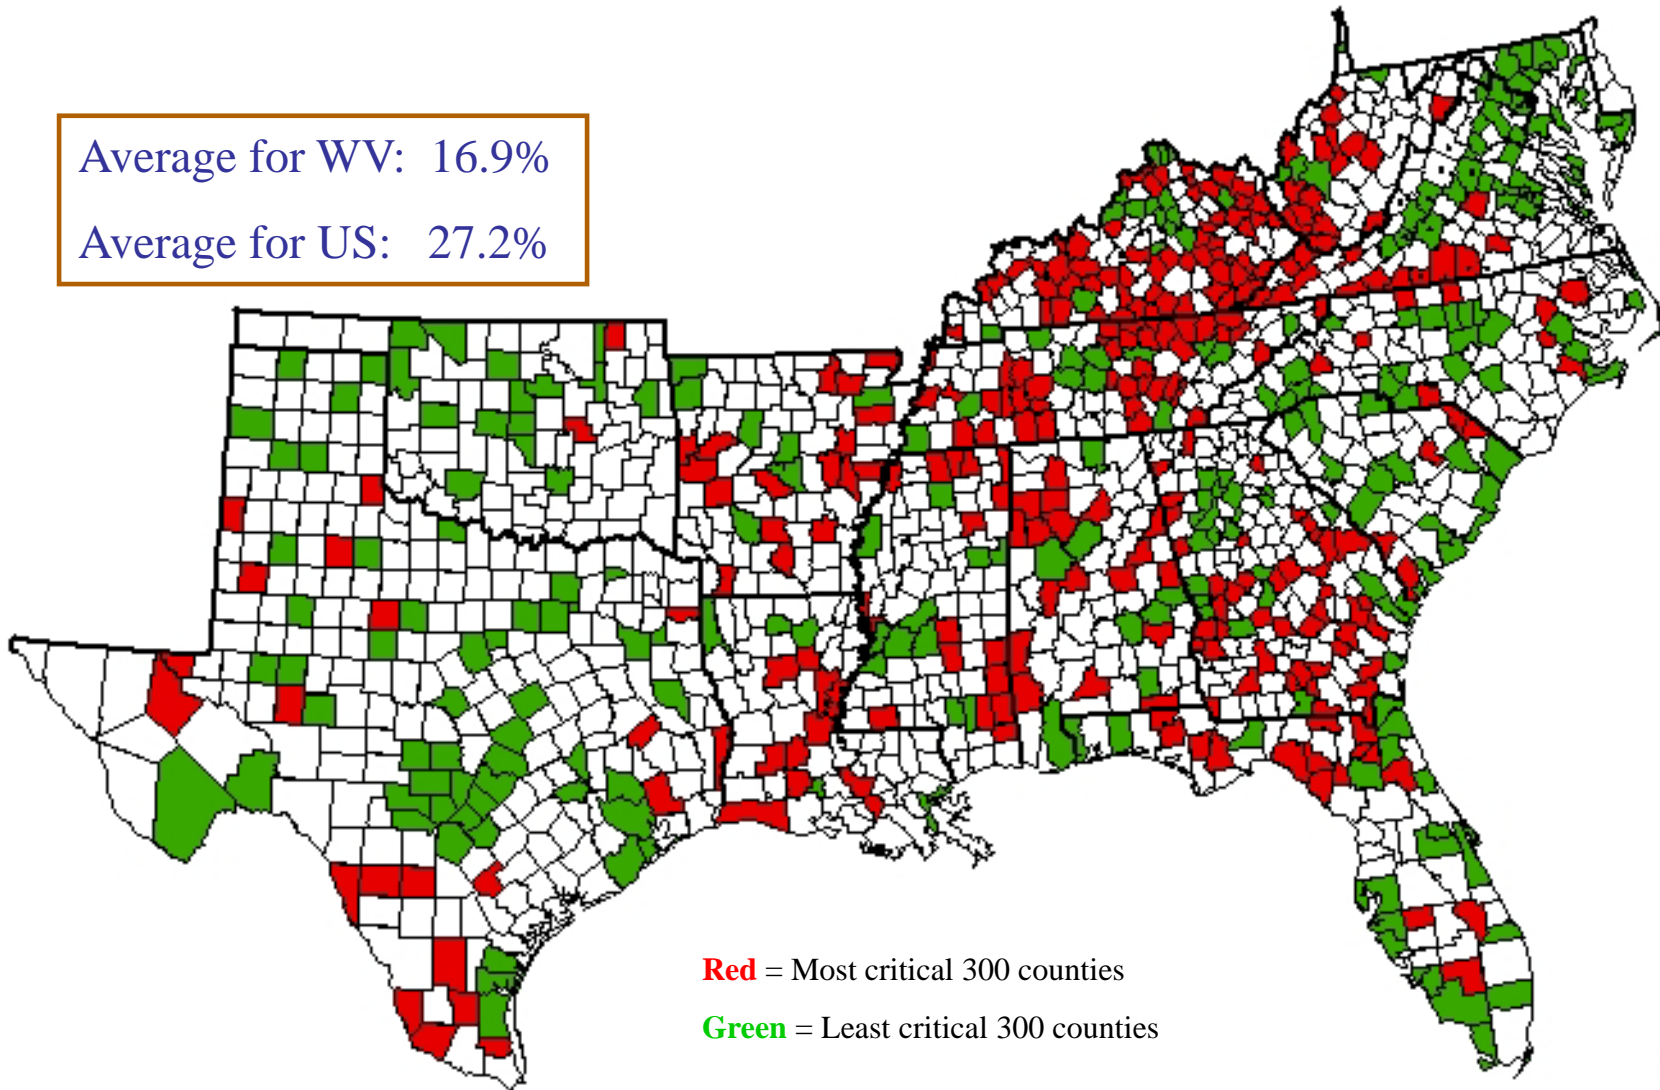 Average for WV: 16.9%
Average for US: 27.2%
Red = Most critical 300 counties
Green = Least critical 300 counties